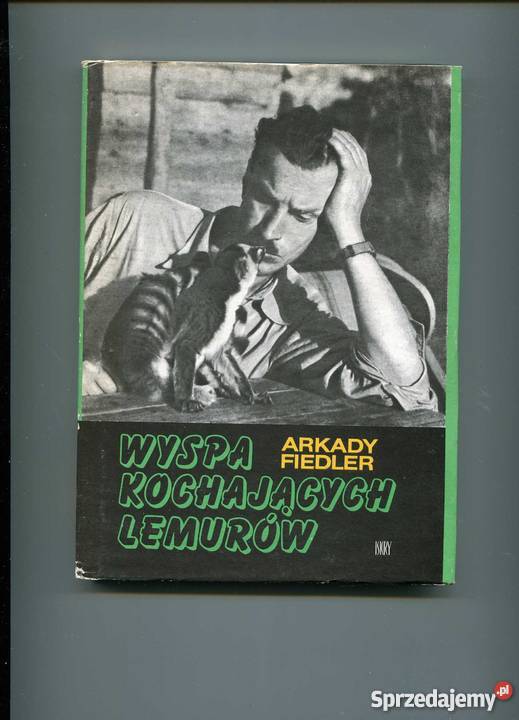 WYSPA
ARKADY
FIEDLER
KOCHAJĄCYCH
LEMURÓW
ISKRY
Sprzedajemy.pl